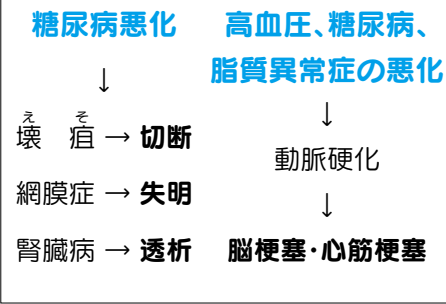 糖尿病悪化
↓
えそ
壊疽 → 切断
網膜症 → 失明
腎臓病 → 透析
高血圧、糖尿病、
脂質異常症の悪化
↓
動脈硬化
↓
脳梗塞・心筋梗塞